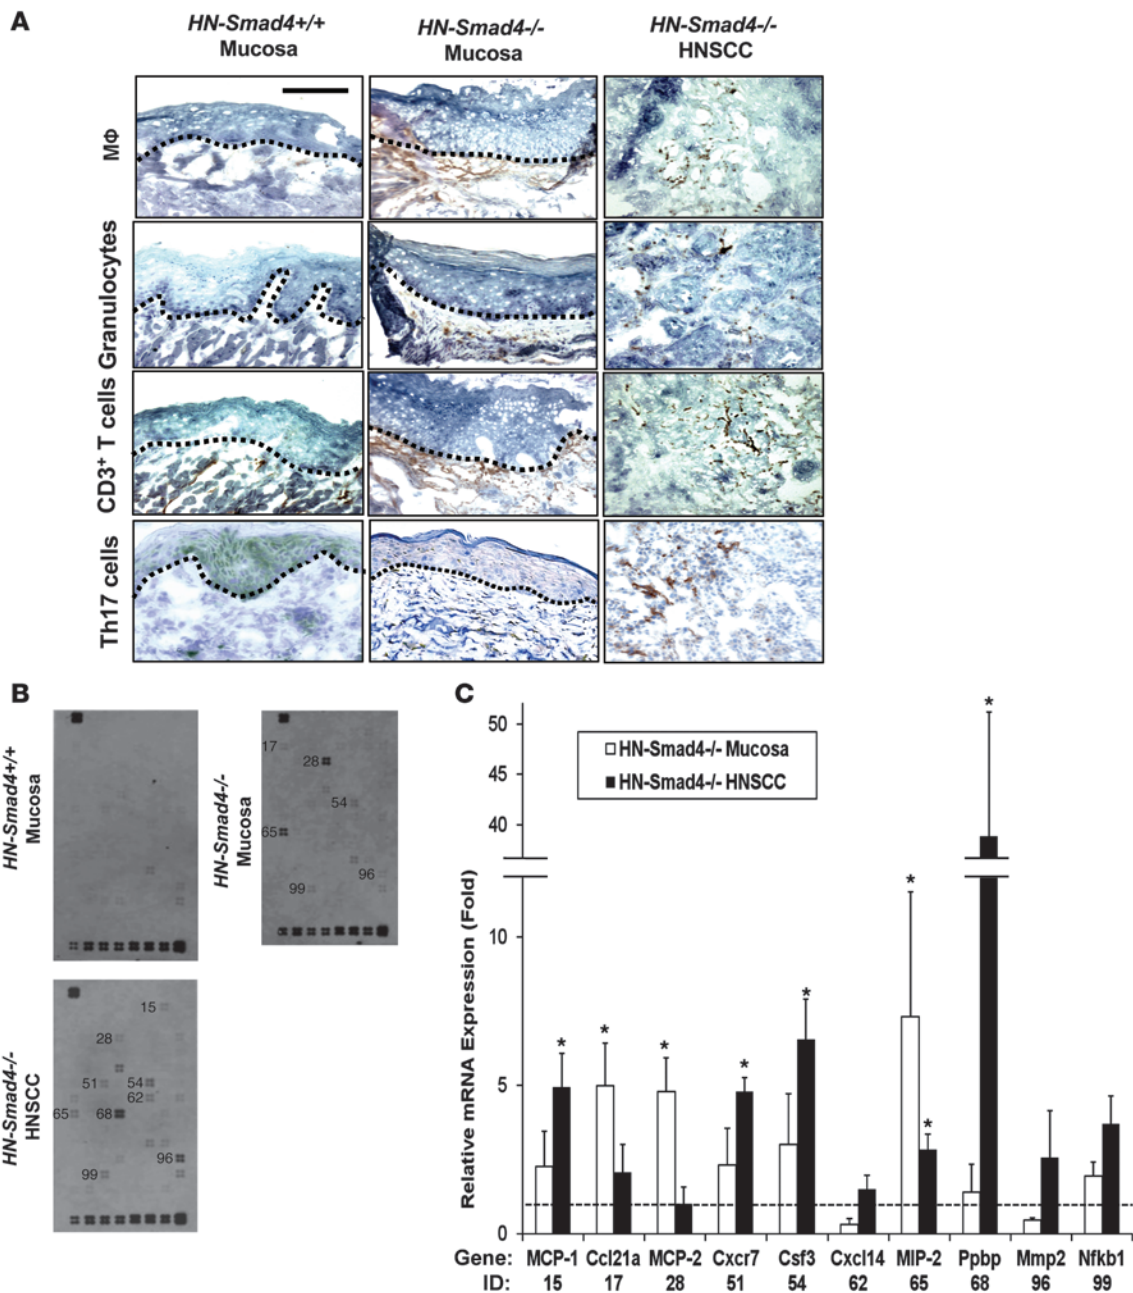 A
HN-Smad4+/+
Mucosa
HN-Smad4-/-
Mucosa
HN-Smad4-/-
HNSCC
MΦ
Granulocytes
CD3⁺ T cells
Th17 cells
B
HN-Smad4+/+
Mucosa
HN-Smad4-/-
Mucosa
17
28
54
65
96
99
HN-Smad4-/-
HNSCC
15
28
51
54
62
65
68
96
99
C
Relative mRNA Expression (Fold)
50
45
40
10
5
0
HN-Smad4-/- Mucosa
HN-Smad4-/- HNSCC
* * * * * * * *
Gene: MCP-1 Ccl21a MCP-2 Cxcr7 Csf3 Cxcl14 MIP-2 Ppbp Mmp2 Nfkb1
ID: 15 17 28 51 54 62 65 68 96 99